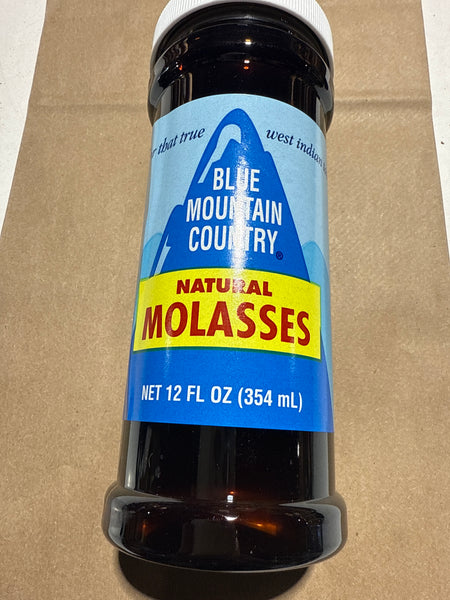 that true
west indian
BLUE
MOUNTAIN
COUNTRY®
NATURAL
MOLASSES
NET 12 FL OZ (354 mL)